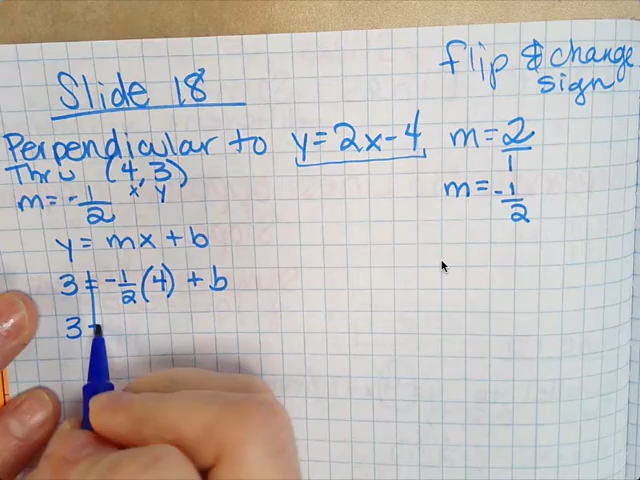 Slide 18
flip & change
sign
Perpendicular to y=2x-4
m=2/1
Thru (4,3)
x y
m=-1/2
m=-1/2
y=mx+b
3=-1/2(4)+b
3=